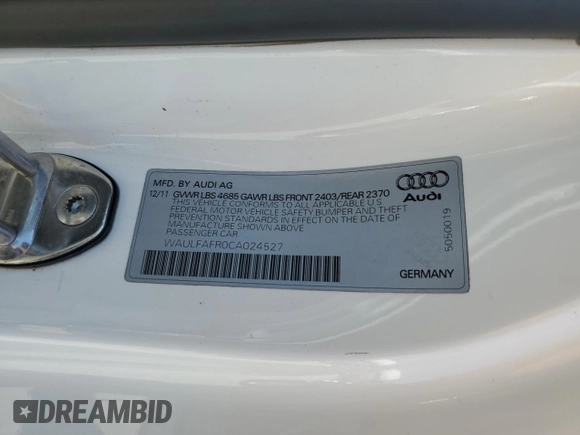 MFD. BY AUDI AG
12/11 GVWR LBS 4685 GAWR LBS FRONT 2403/REAR 2370
THIS VEHICLE CONFORMS TO ALL APPLICABLE U.S.
FEDERAL MOTOR VEHICLE SAFETY BUMPER AND THEFT
PREVENTION STANDARDS IN EFFECT ON THE DATE OF
MANUFACTURE SHOWN ABOVE
PASSENGER CAR
WAULFAFR0CA024527
Audi
5050019
GERMANY
DREAMBID